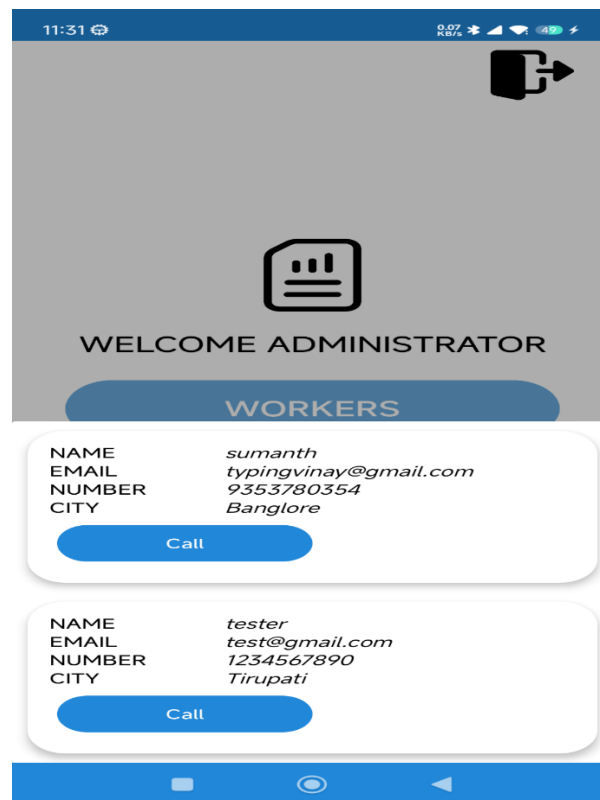 11:31
0.07
KB/s
49
WELCOME ADMINISTRATOR
WORKERS
NAME sumanth
EMAIL typingvinay@gmail.com
NUMBER 9353780354
CITY Banglore
Call
NAME tester
EMAIL test@gmail.com
NUMBER 1234567890
CITY Tirupati
Call